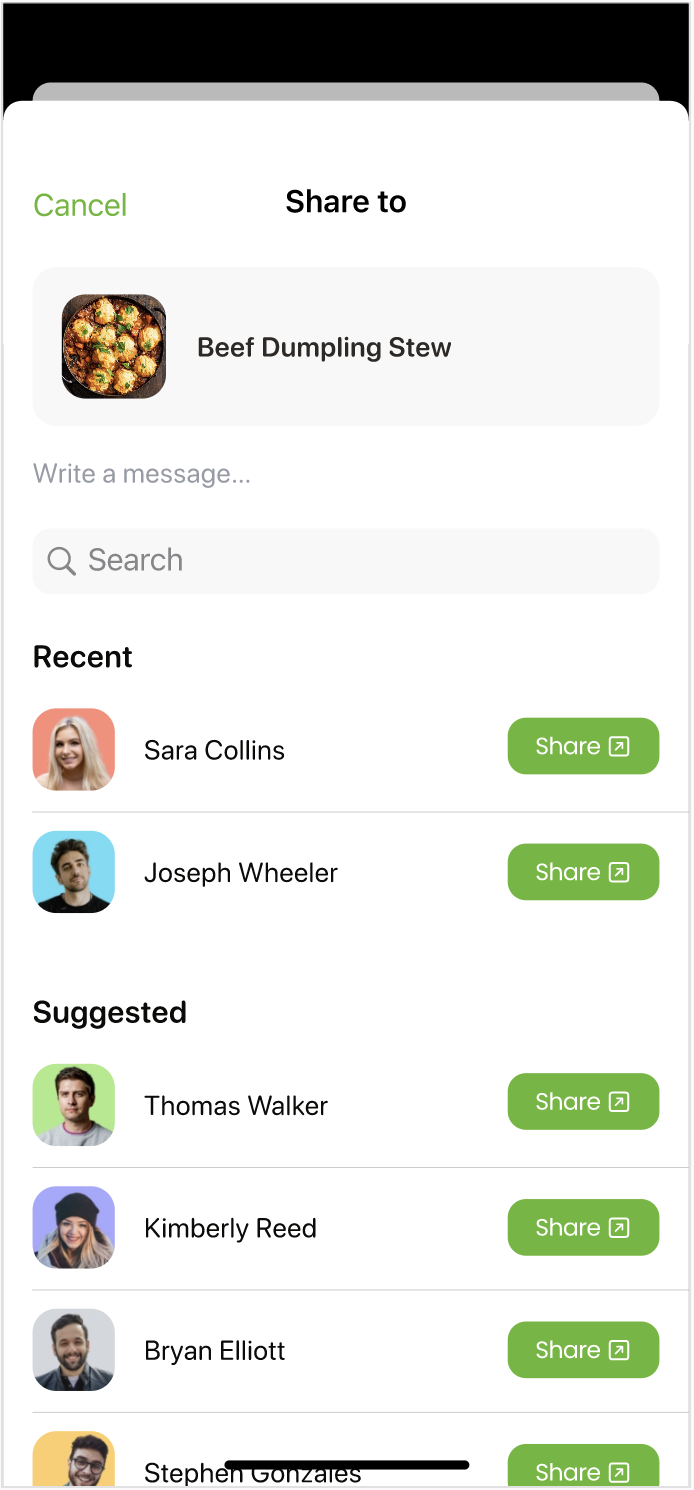 Cancel
Share to
Beef Dumpling Stew
Write a message...
Search
Recent
Sara Collins
Share
Joseph Wheeler
Share
Suggested
Thomas Walker
Share
Kimberly Reed
Share
Bryan Elliott
Share
Stephen Gonzales
Share